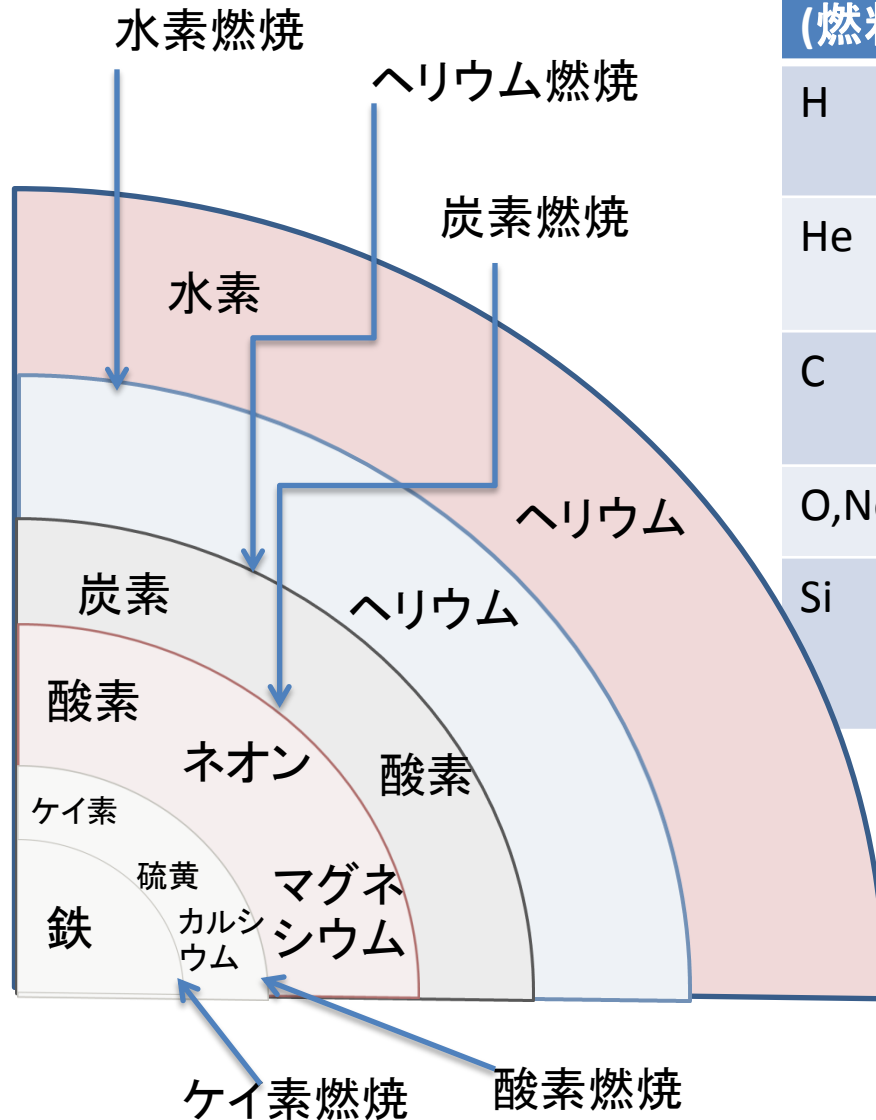 水素燃焼
ヘリウム燃焼
炭素燃焼
水素
ヘリウム
ヘリウム
炭素
酸素
酸素
ネオン
マグネ
シウム
ケイ素
硫黄
カルシ
ウム
鉄
ケイ素燃焼
酸素燃焼
H
He
C
O,Ne
Si